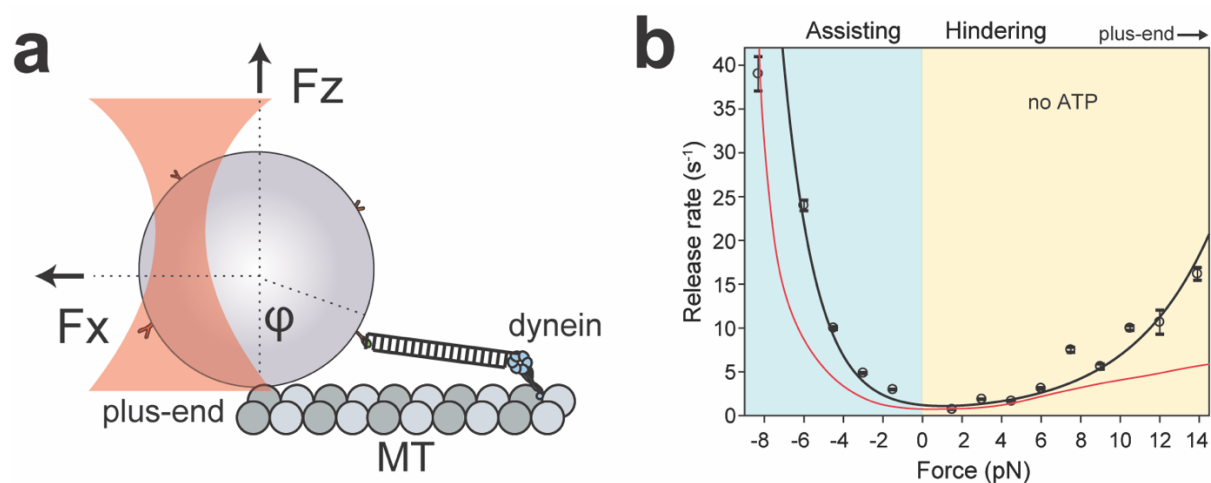 a
Fz
Fx
φ
dynein
plus-end
MT
b
Assisting Hindering plus-end →
no ATP
Release rate (s⁻¹)
40
35
30
25
20
15
10
5
0
-8 -6 -4 -2 0 2 4 6 8 10 12 14
Force (pN)